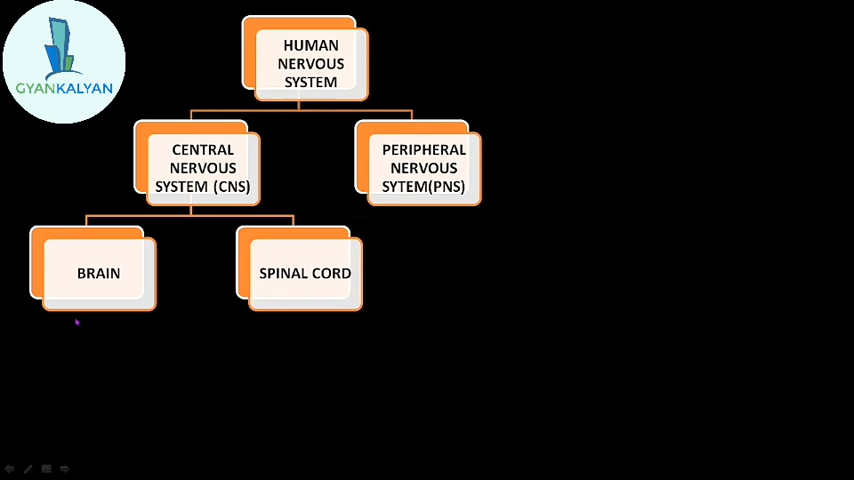 GYANKALYAN
HUMAN
NERVOUS
SYSTEM
CENTRAL
NERVOUS
SYSTEM (CNS)
PERIPHERAL
NERVOUS
SYTEM(PNS)
BRAIN
SPINAL CORD